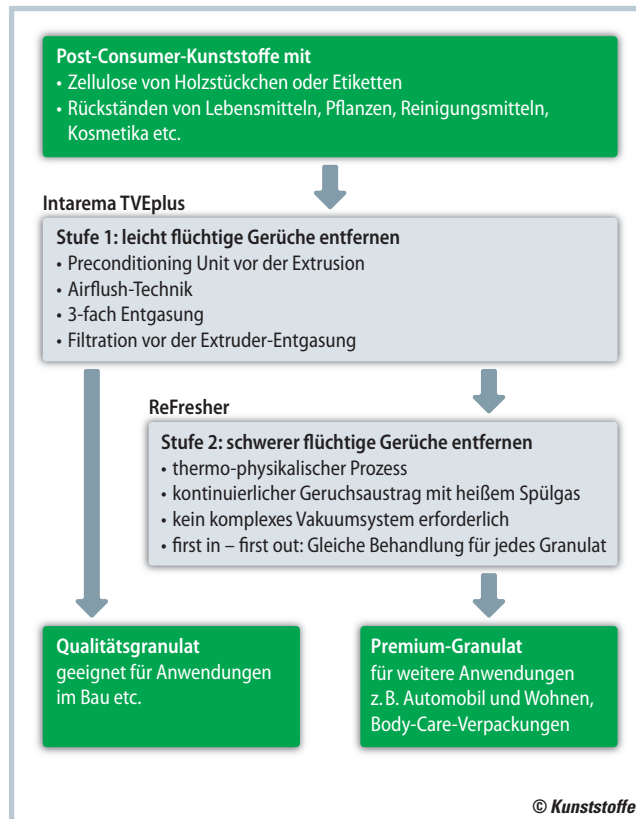 Post-Consumer-Kunststoffe mit
• Zellulose von Holzstückchen oder Etiketten
• Rückständen von Lebensmitteln, Pflanzen, Reinigungsmitteln,
Kosmetika etc.
Intarema TVEplus
Stufe 1: leicht flüchtige Gerüche entfernen
• Preconditioning Unit vor der Extrusion
• Airflush-Technik
• 3-fach Entgasung
• Filtration vor der Extruder-Entgasung
ReFresher
Stufe 2: schwerer flüchtige Gerüche entfernen
• thermo-physikalischer Prozess
• kontinuierlicher Geruchsaustrag mit heißem Spülgas
• kein komplexes Vakuumsystem erforderlich
• first in – first out: Gleiche Behandlung für jedes Granulat
Qualitätsgranulat
geeignet für Anwendungen
im Bau etc.
Premium-Granulat
für weitere Anwendungen
z. B. Automobil und Wohnen,
Body-Care-Verpackungen
© Kunststoffe